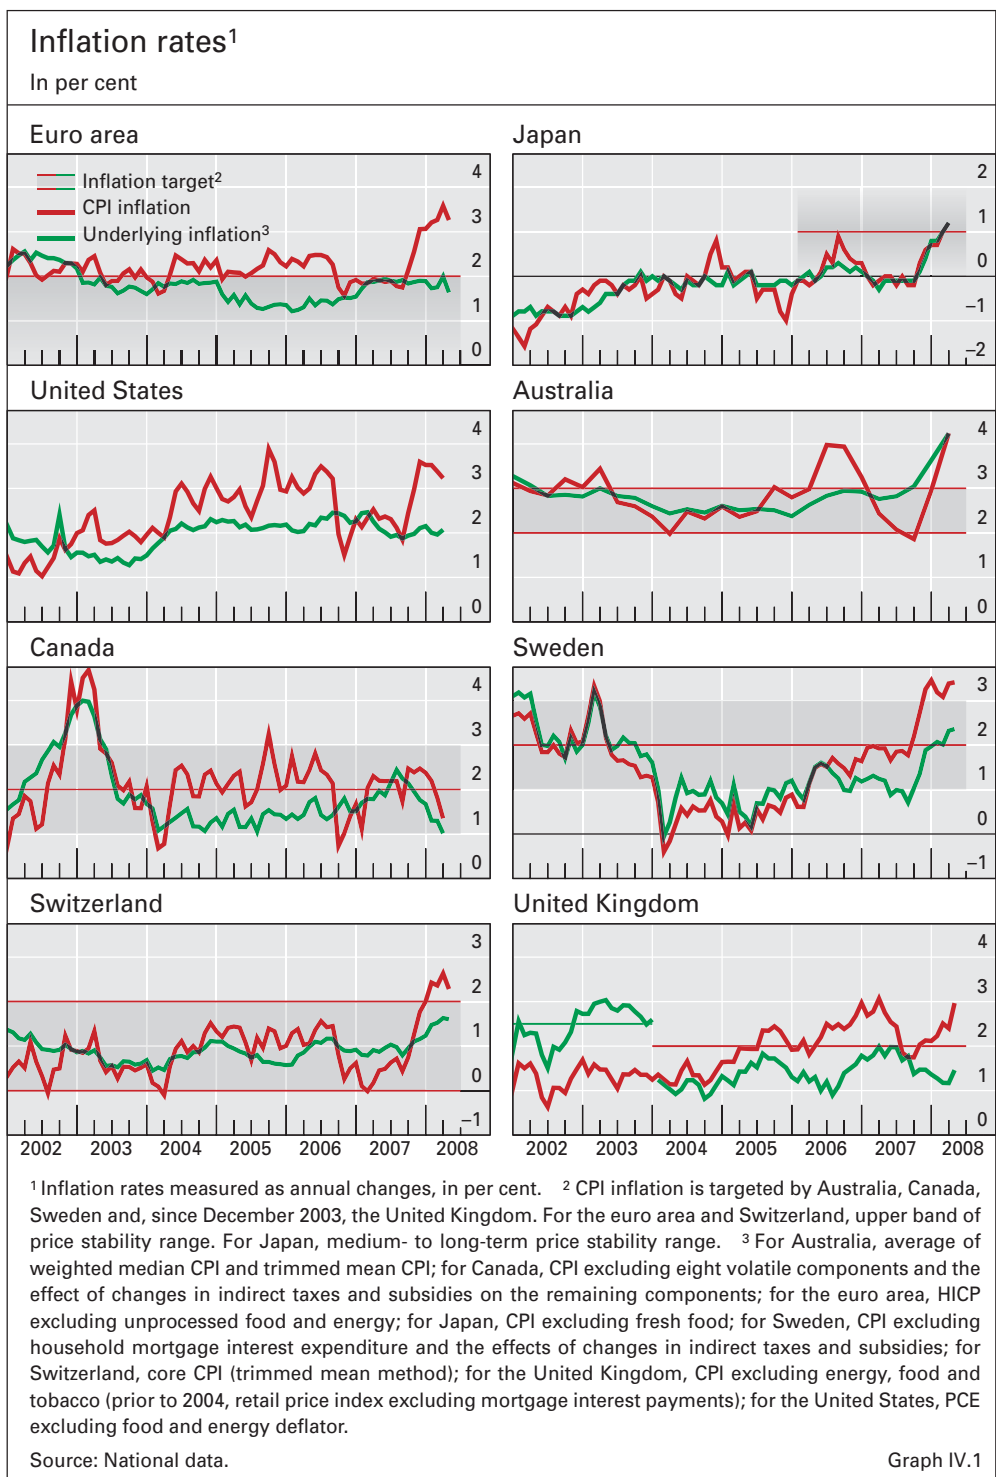 Inflation rates¹
In per cent
Euro area
Japan
Inflation target²
CPI inflation
Underlying inflation³
4
3
2
1
0
2
1
0
–1
–2
United States
Australia
4
3
2
1
0
4
3
2
1
0
Canada
Sweden
4
3
2
1
0
3
2
1
0
–1
Switzerland
United Kingdom
3
2
1
0
–1
4
3
2
1
0
2002 2003 2004 2005 2006 2007 2008
2002 2003 2004 2005 2006 2007 2008
¹ Inflation rates measured as annual changes, in per cent. ² CPI inflation is targeted by Australia, Canada,
Sweden and, since December 2003, the United Kingdom. For the euro area and Switzerland, upper band of
price stability range. For Japan, medium- to long-term price stability range. ³ For Australia, average of
weighted median CPI and trimmed mean CPI; for Canada, CPI excluding eight volatile components and the
effect of changes in indirect taxes and subsidies on the remaining components; for the euro area, HICP
excluding unprocessed food and energy; for Japan, CPI excluding fresh food; for Sweden, CPI excluding
household mortgage interest expenditure and the effects of changes in indirect taxes and subsidies; for
Switzerland, core CPI (trimmed mean method); for the United Kingdom, CPI excluding energy, food and
tobacco (prior to 2004, retail price index excluding mortgage interest payments); for the United States, PCE
excluding food and energy deflator.
Source: National data.
Graph IV.1